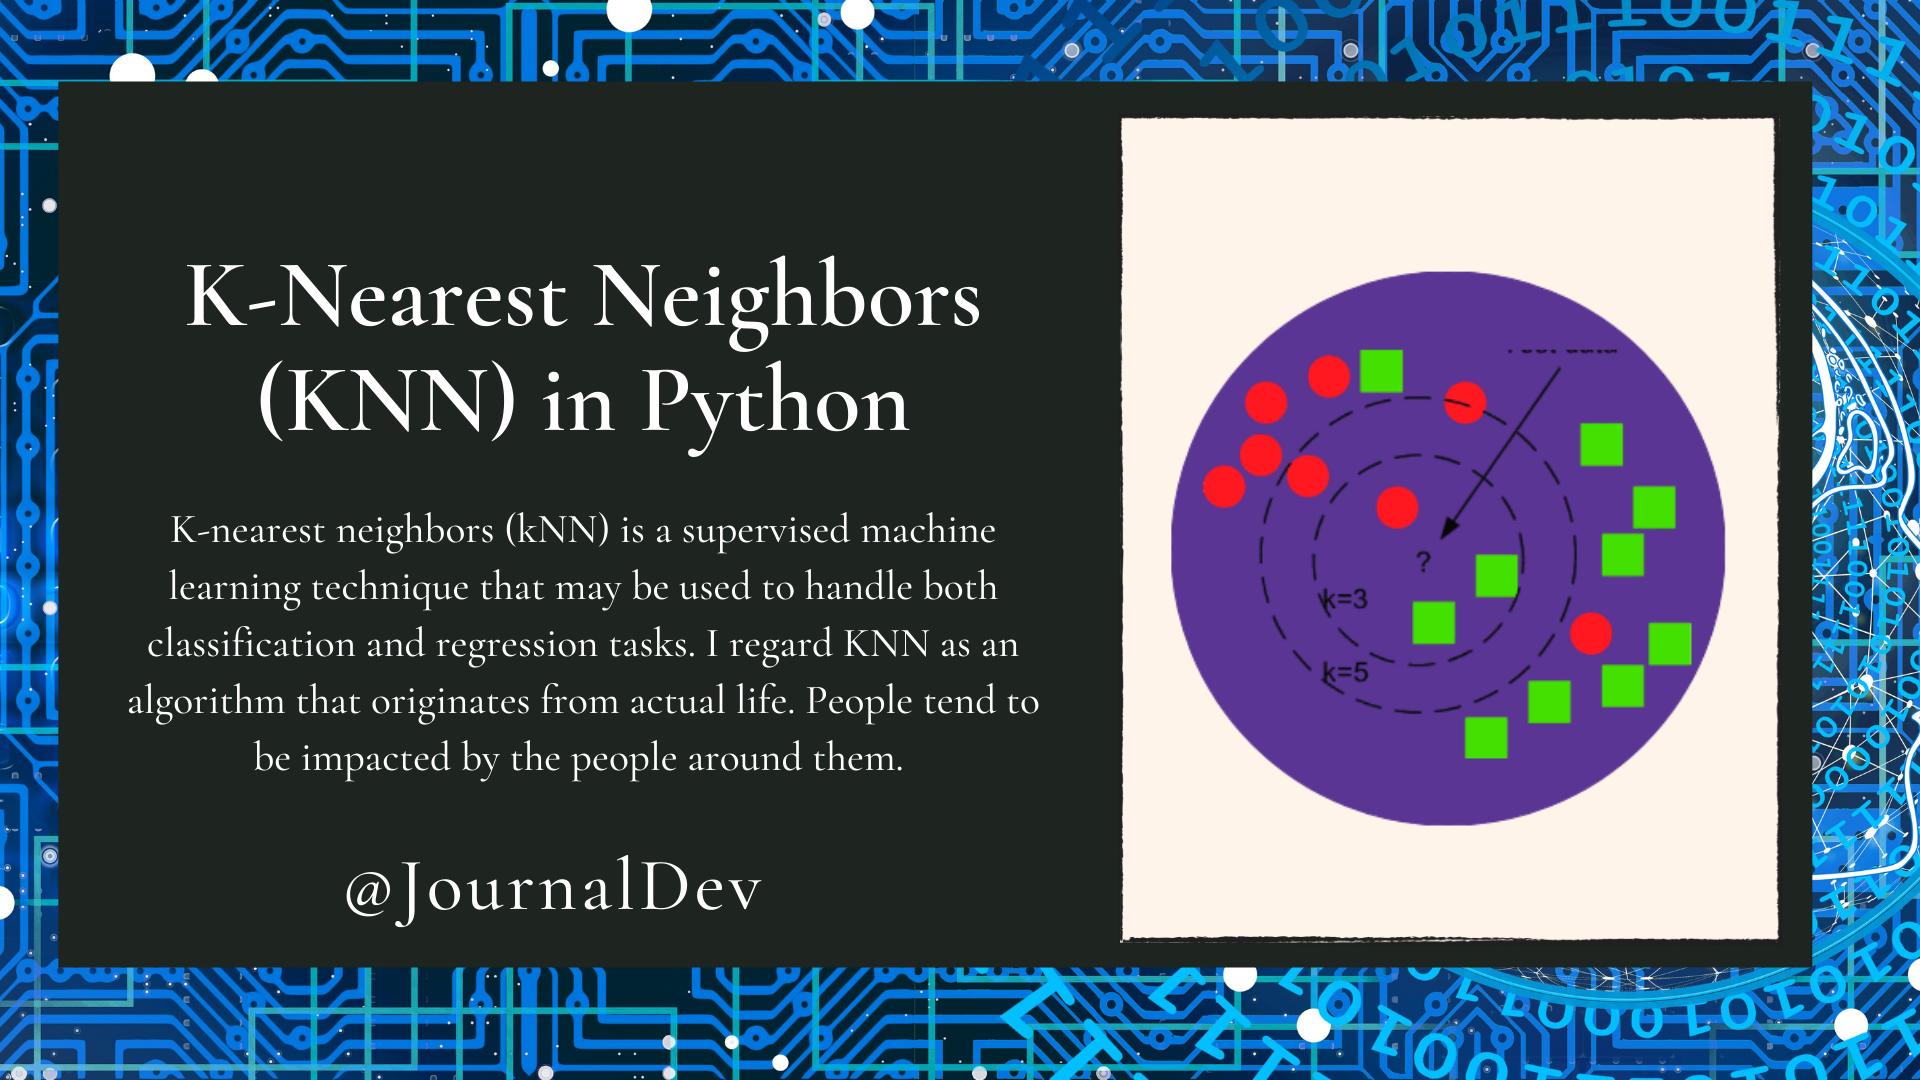 K-Nearest Neighbors
(KNN) in Python
K-nearest neighbors (kNN) is a supervised machine
learning technique that may be used to handle both
classification and regression tasks. I regard KNN as an
algorithm that originates from actual life. People tend to
be impacted by the people around them.
@JournalDev
?
k=3
k=5